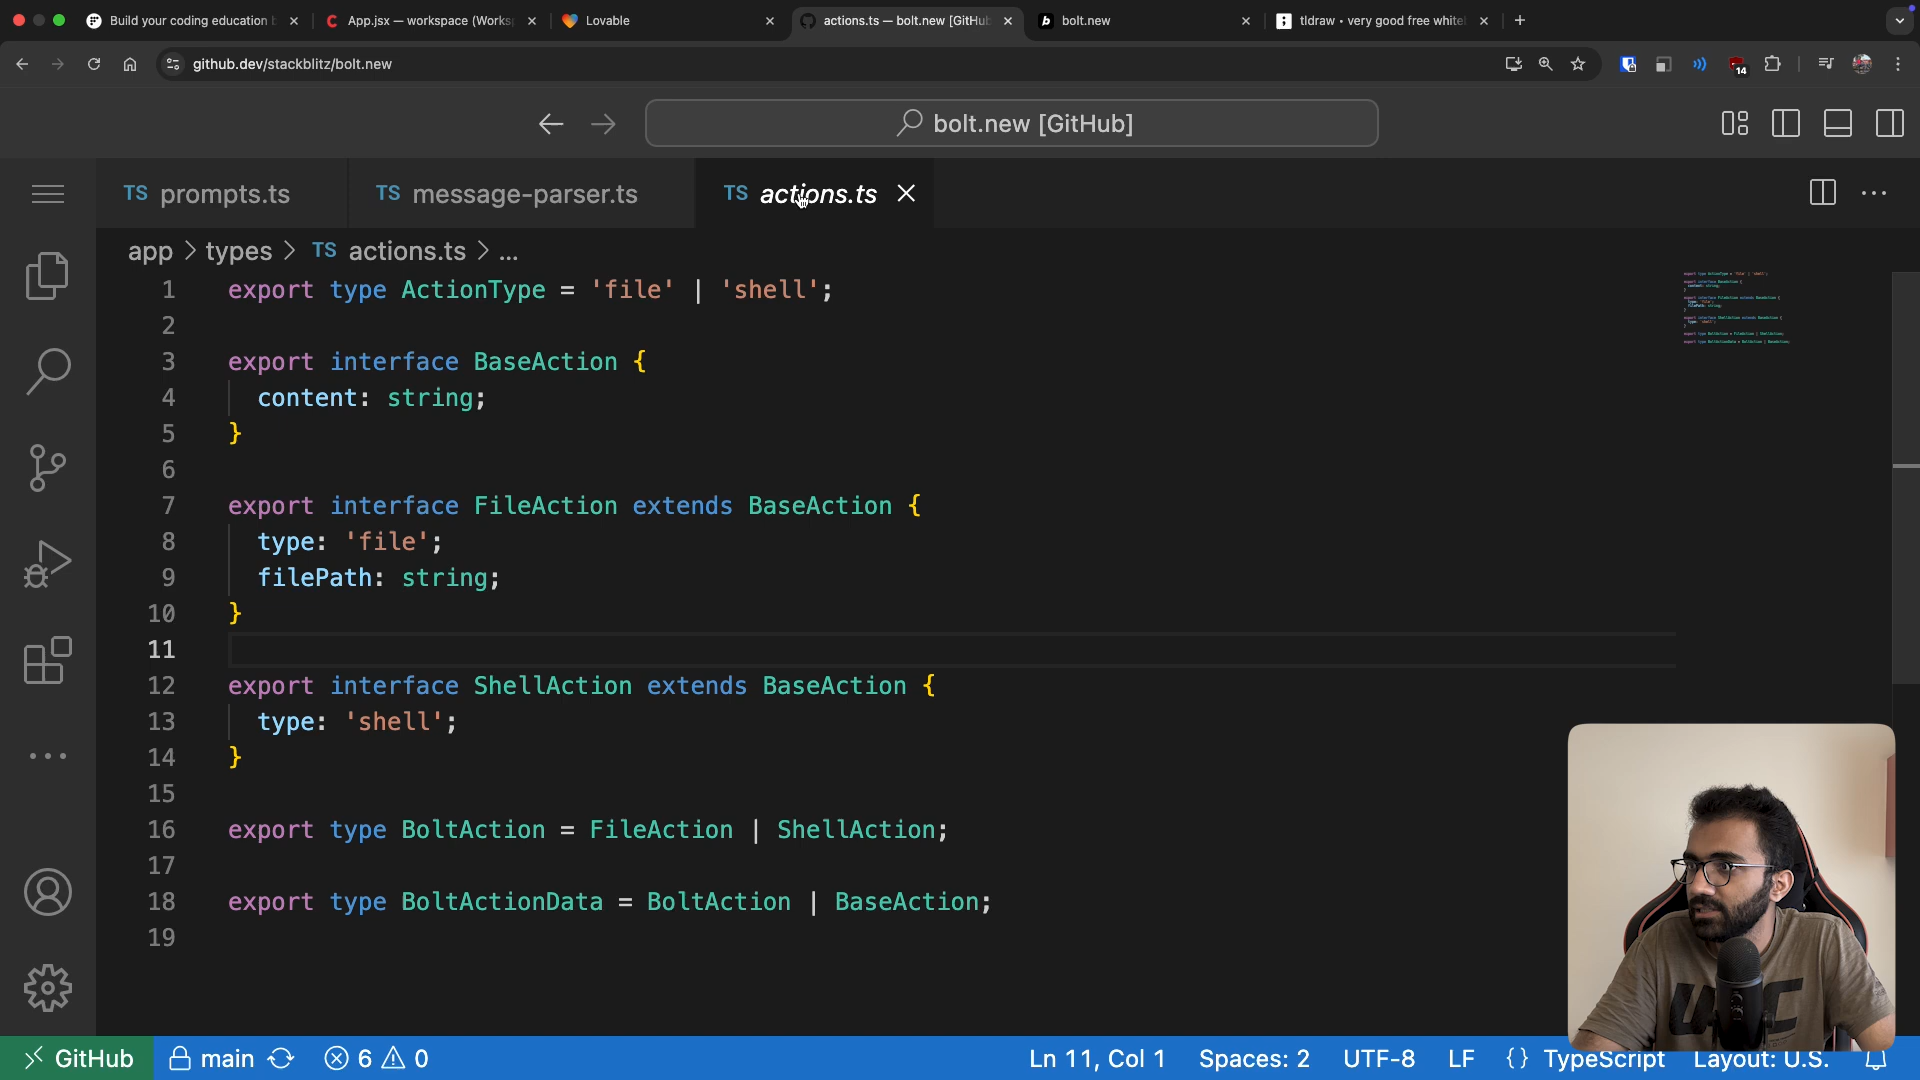 Build your coding education
App.jsx — workspace (Works
Lovable
actions.ts — bolt.new [GitHub
bolt.new
tldraw • very good free white
github.dev/stackblitz/bolt.new
14
bolt.new [GitHub]
TS prompts.ts
TS message-parser.ts
TS actions.ts
app > types > TS actions.ts > ...
1 export type ActionType = 'file' | 'shell';
2
3 export interface BaseAction {
4 content: string;
5 }
6
7 export interface FileAction extends BaseAction {
8 type: 'file';
9 filePath: string;
10 }
11
12 export interface ShellAction extends BaseAction {
13 type: 'shell';
14 }
15
16 export type BoltAction = FileAction | ShellAction;
17
18 export type BoltActionData = BoltAction | BaseAction;
19
GitHub main 6 0 Ln 11, Col 1 Spaces: 2 UTF-8 LF {} TypeScript Layout: U.S.